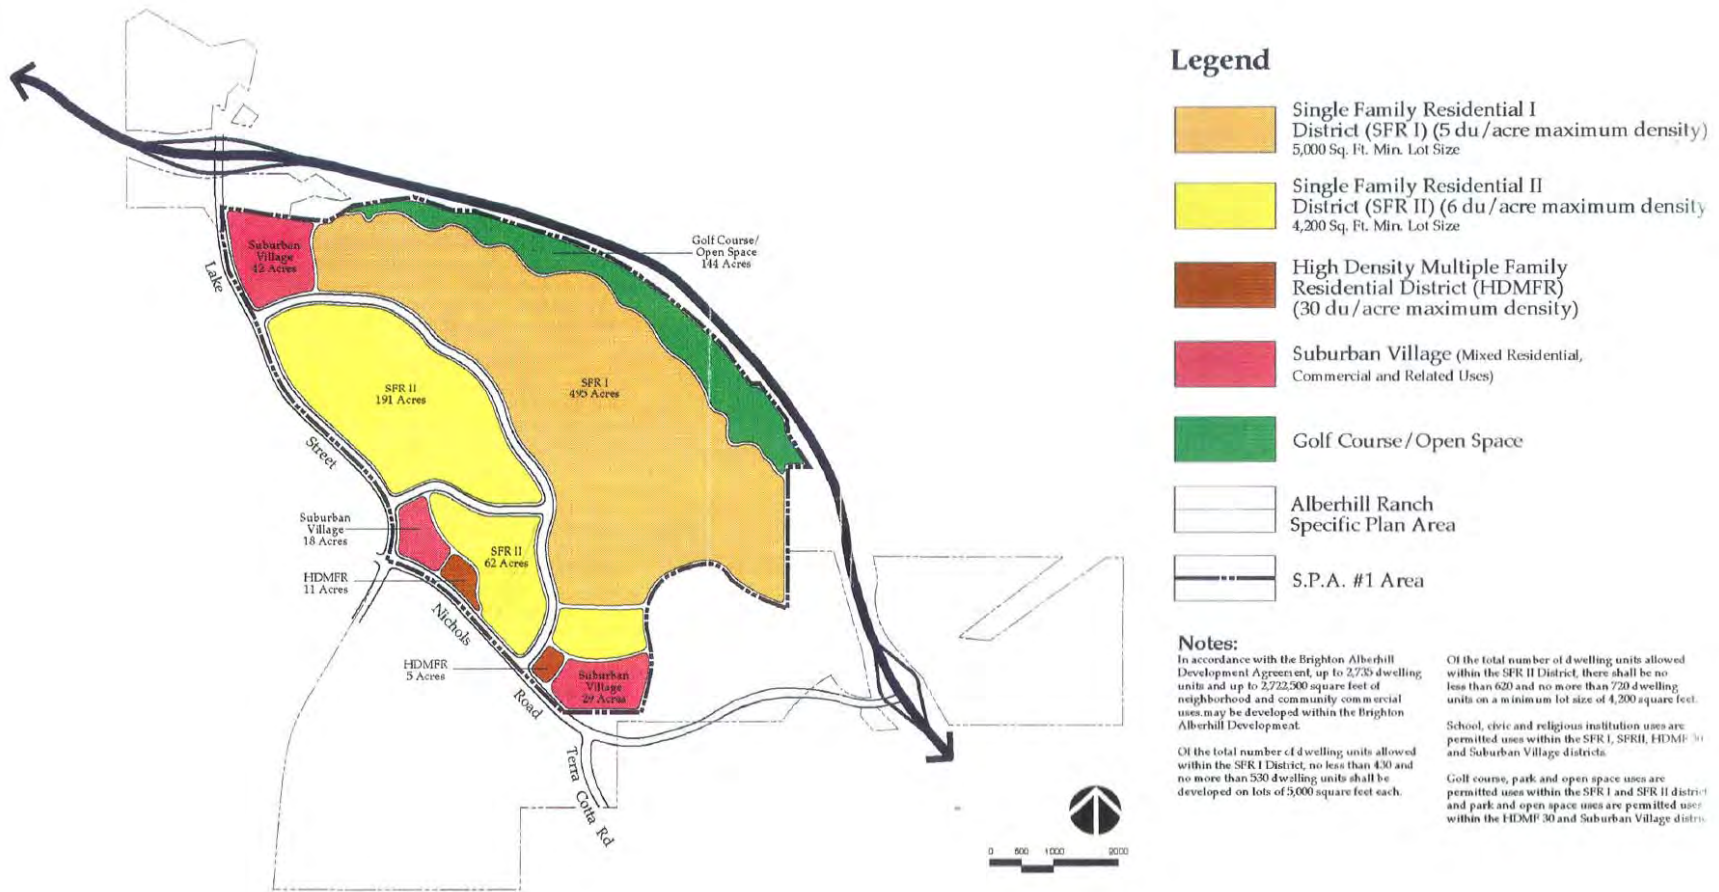 Legend
Single Family Residential I
District (SFR I) (5 du/acre maximum density)
5,000 Sq. Ft. Min. Lot Size
Single Family Residential II
District (SFR II) (6 du/acre maximum density
4,200 Sq. Ft. Min. Lot Size
High Density Multiple Family
Residential District (HDMFR)
(30 du/acre maximum density)
Suburban Village (Mixed Residential,
Commercial and Related Uses)
Golf Course/Open Space
Alberhill Ranch
Specific Plan Area
S.P.A. #1 Area
Suburban
Village
42 Acres
Golf Course/
Open Space
144 Acres
Lake
Street
SFR II
191 Acres
SFR I
495 Acres
Suburban
Village
18 Acres
SFR II
62 Acres
HDMFR
11 Acres
Nichols
Road
HDMFR
5 Acres
Suburban
Village
29 Acres
Terra Cotta Rd
0 500 1000 2000
Notes:
In accordance with the Brighton Alberhill
Development Agreement, up to 2,735 dwelling
units and up to 2,722,500 square feet of
neighborhood and community commercial
uses may be developed within the Brighton
Alberhill Development.
Of the total number of dwelling units allowed
within the SFR I District, no less than 430 and
no more than 530 dwelling units shall be
developed on lots of 5,000 square feet each.
Of the total number of dwelling units allowed
within the SFR II District, there shall be no
less than 620 and no more than 720 dwelling
units on a minimum lot size of 4,200 square feet.
School, civic and religious institution uses are
permitted uses within the SFR I, SFRII, HDMF 30
and Suburban Village districts.
Golf course, park and open space uses are
permitted uses within the SFR I and SFR II district
and park and open space uses are permitted uses
within the HDMF 30 and Suburban Village